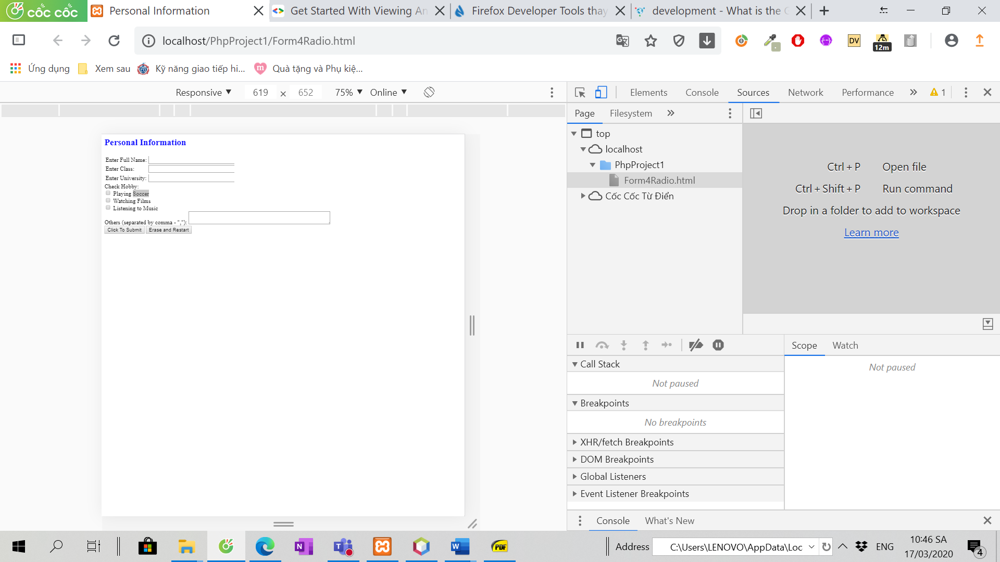 cốc cốc
Personal Information
Get Started With Viewing An
Firefox Developer Tools thay
development - What is the C
localhost/PhpProject1/Form4Radio.html
DV
12m
Ứng dụng
Xem sau
Kỹ năng giao tiếp hi...
m
Quà tặng và Phụ kiệ...
Responsive
619
×
652
75%
Online
Elements
Console
Sources
Network
Performance
1
Page
Filesystem
top
localhost
PhpProject1
Form4Radio.html
Cốc Cốc Từ Điển
Ctrl + P Open file
Ctrl + Shift + P Run command
Drop in a folder to add to workspace
Learn more
Personal Information
Enter Full Name:
Enter Class:
Enter University:
Check Hobby:
Playing Soccer
Watching Films
Listening to Music
Others (separated by comma - ","):
Click To Submit
Erase and Restart
Scope
Watch
Not paused
Call Stack
Not paused
Breakpoints
No breakpoints
XHR/fetch Breakpoints
DOM Breakpoints
Global Listeners
Event Listener Breakpoints
Console
What's New
N
T
W
PDF
Address
C:\Users\LENOVO\AppData\Loc
ENG
10:46 SA
17/03/2020
4